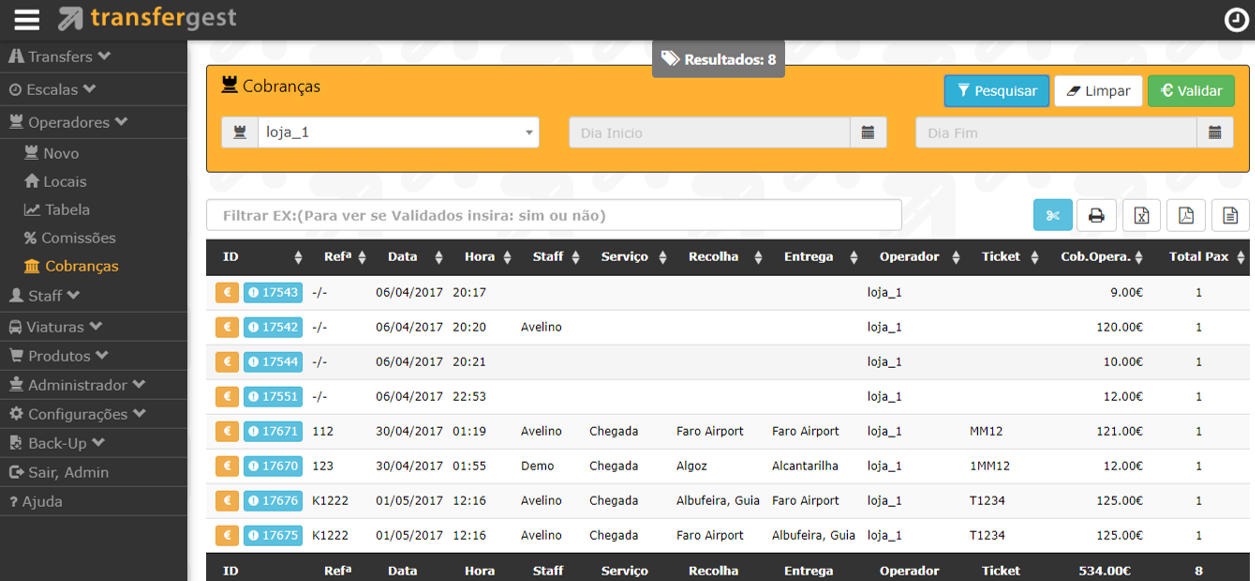 transfergest
Transfers
Escalas
Operadores
Novo
Locais
Tabela
% Comissões
Cobranças
Staff
Viaturas
Produtos
Administrador
Configurações
Back-Up
Sair, Admin
? Ajuda
Resultados: 8
Cobranças
Pesquisar Limpar € Validar
loja_1 Dia Inicio Dia Fim
Filtrar EX:(Para ver se Validados insira: sim ou não)
ID Refª Data Hora Staff Serviço Recolha Entrega Operador Ticket Cob.Opera. Total Pax
€ 17543 -/- 06/04/2017 20:17 loja_1 9.00€ 1
€ 17542 -/- 06/04/2017 20:20 Avelino loja_1 120.00€ 1
€ 17544 -/- 06/04/2017 20:21 loja_1 10.00€ 1
€ 17551 -/- 06/04/2017 22:53 loja_1 12.00€ 1
€ 17671 112 30/04/2017 01:19 Avelino Chegada Faro Airport Faro Airport loja_1 MM12 121.00€ 1
€ 17670 123 30/04/2017 01:55 Demo Chegada Algoz Alcantarilha loja_1 1MM12 12.00€ 1
€ 17676 K1222 01/05/2017 12:16 Avelino Chegada Albufeira, Guia Faro Airport loja_1 T1234 125.00€ 1
€ 17675 K1222 01/05/2017 12:16 Avelino Chegada Faro Airport Albufeira, Guia loja_1 T1234 125.00€ 1
ID Refª Data Hora Staff Serviço Recolha Entrega Operador Ticket 534.00€ 8